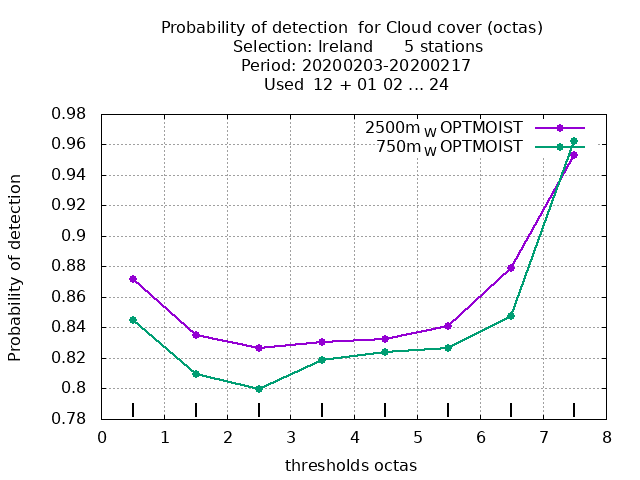 Probability of detection  for Cloud cover (octas)
Selection: Ireland      5 stations
Period: 20200203-20200217
Used  12 + 01 02 ... 24
2500m W OPTMOIST
750m W OPTMOIST
Probability of detection
0.98
0.96
0.94
0.92
0.9
0.88
0.86
0.84
0.82
0.8
0.78
0 1 2 3 4 5 6 7 8
thresholds octas